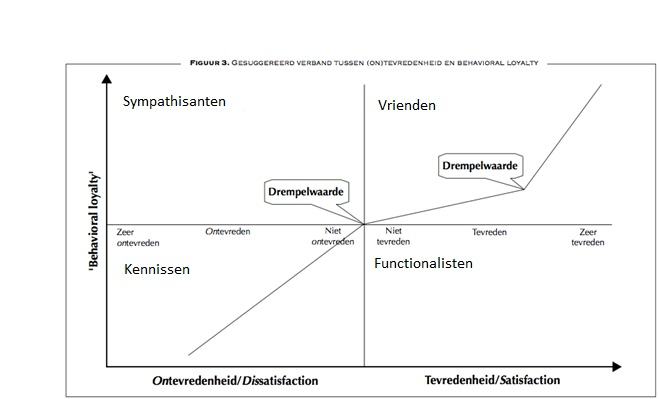 FIGUUR 3. GESUGGEREERD VERBAND TUSSEN (ON)TEVREDENHEID EN BEHAVIORAL LOYALTY
Sympathisanten
Vrienden
Drempelwaarde
Drempelwaarde
'Behavioral loyalty'
Zeer
ontevreden
Ontevreden
Niet
ontevreden
Niet
tevreden
Tevreden
Zeer
tevreden
Kennissen
Functionalisten
Ontevredenheid/Dissatisfaction
Tevredenheid/Satisfaction